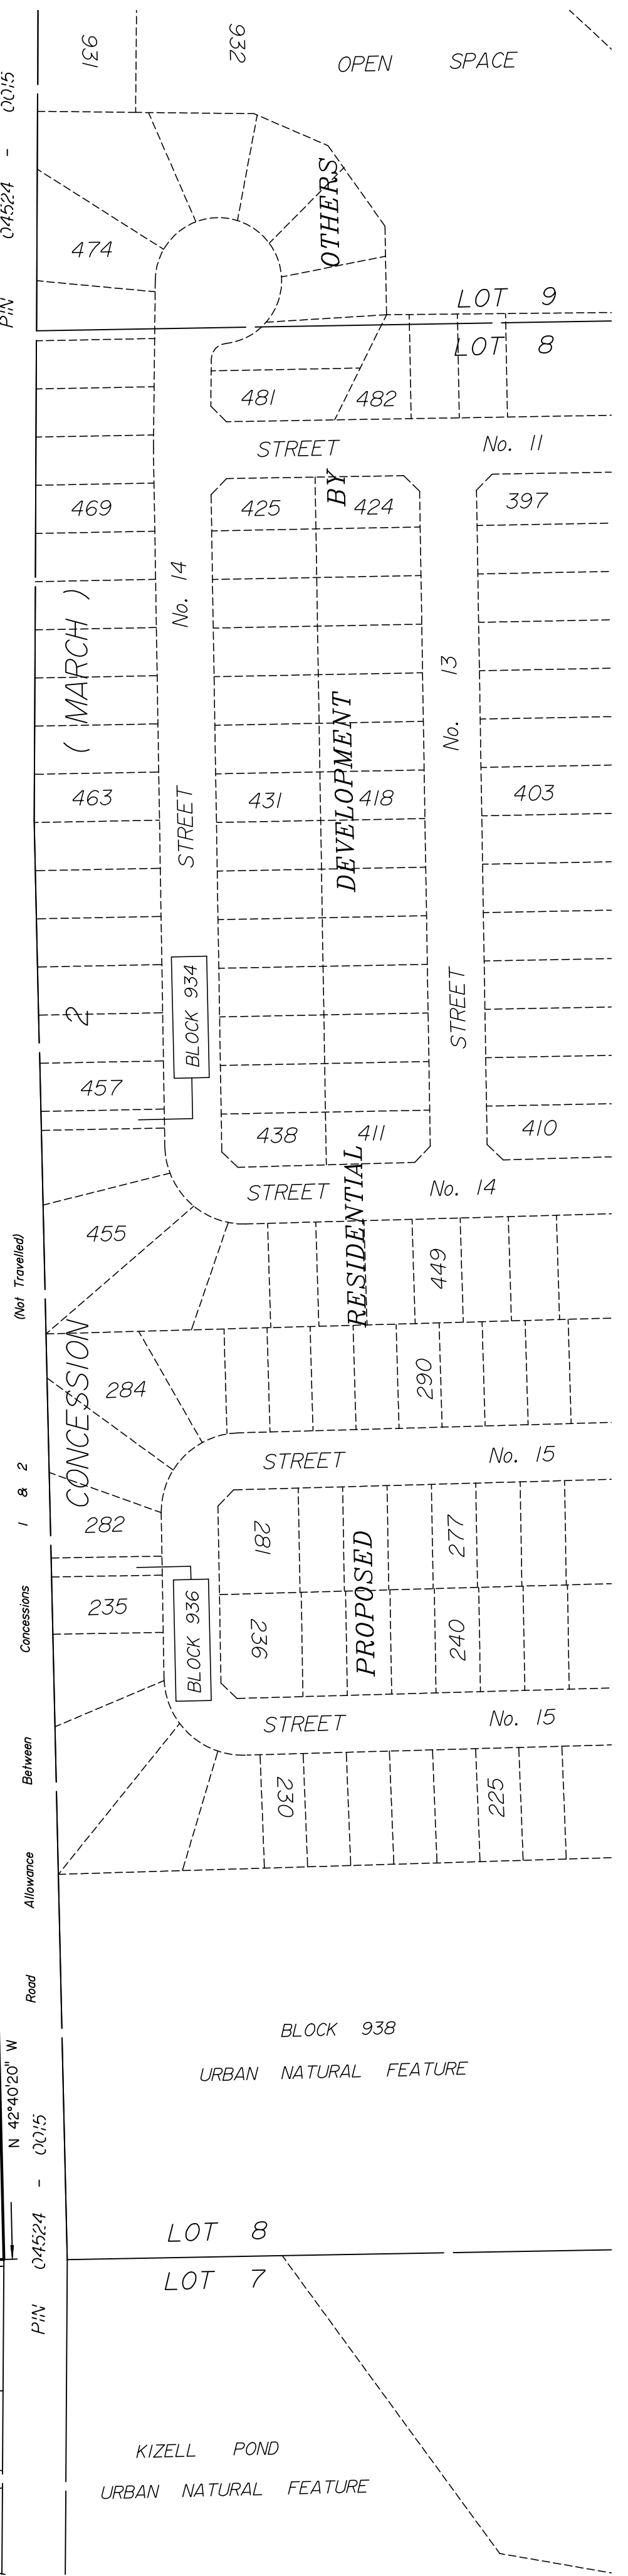 931
932
OPEN SPACE
PIN 04524 - 0015
474
OTHERS
LOT 9
LOT 8
481
482
STREET No. 11
BY
469
425
424
397
No. 14
( MARCH )
No. 13
DEVELOPMENT
463
431
418
403
STREET
STREET
BLOCK 934
2
457
438
411
410
STREET No. 14
RESIDENTIAL
455
449
(Not Travelled)
CONCESSION
284
290
STREET No. 15
282
281
277
PROPOSED
235
236
240
BLOCK 936
Road Allowance Between Concessions 1 & 2
STREET No. 15
230
225
BLOCK 938
URBAN NATURAL FEATURE
N 42°40'20" W
PIN 04524 - 0015
LOT 8
LOT 7
KIZELL POND
URBAN NATURAL FEATURE